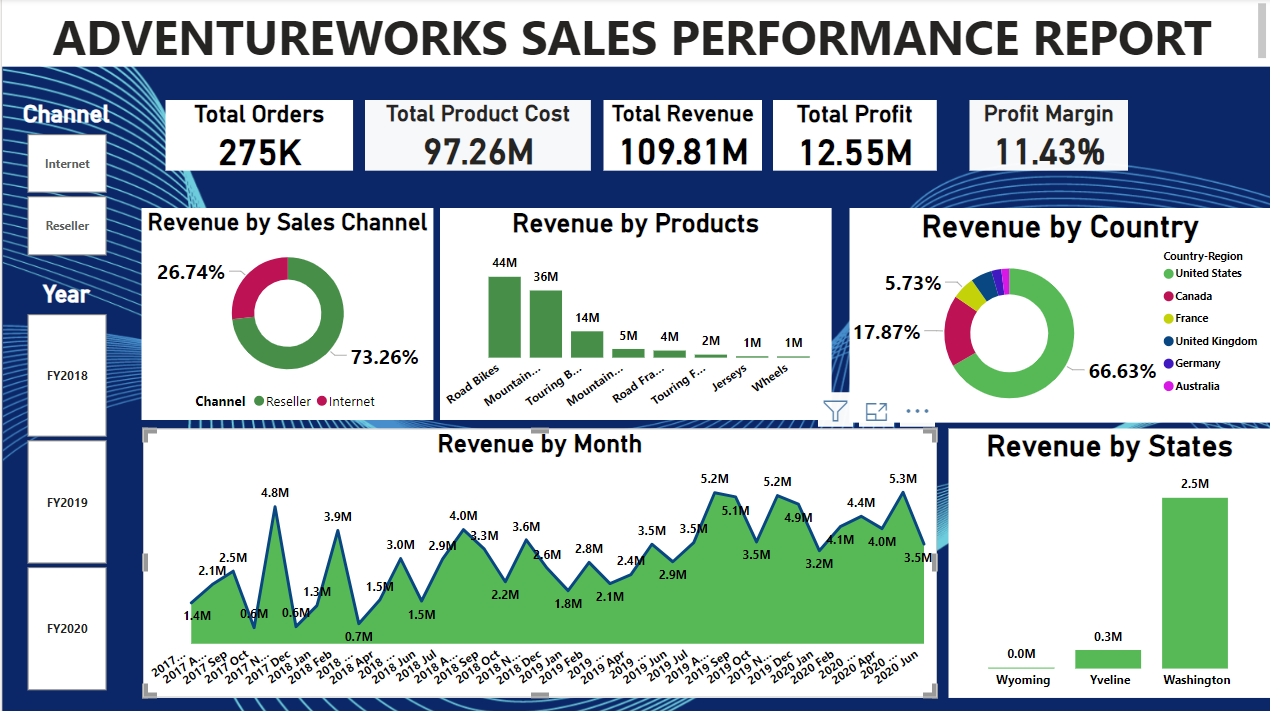 ADVENTUREWORKS SALES PERFORMANCE REPORT
Channel
Internet
Reseller
Year
FY2018
FY2019
FY2020
Total Orders
275K
Total Product Cost
97.26M
Total Revenue
109.81M
Total Profit
12.55M
Profit Margin
11.43%
Revenue by Sales Channel
26.74%
73.26%
Channel Reseller Internet
Revenue by Products
44M
36M
14M
5M
4M
2M
1M
1M
Road Bikes
Mountain...
Touring B...
Mountain...
Road Fra...
Touring F...
Jerseys
Wheels
Revenue by Country
5.73%
17.87%
66.63%
Country-Region
United States
Canada
France
United Kingdom
Germany
Australia
Revenue by Month
1.4M
2.1M
2.5M
0.6M
4.8M
0.6M
1.3M
3.9M
0.7M
1.5M
3.0M
1.5M
2.9M
4.0M
3.3M
2.2M
3.6M
2.6M
1.8M
2.8M
2.1M
2.4M
3.5M
2.9M
3.5M
5.2M
5.1M
3.5M
5.2M
4.9M
3.2M
4.1M
4.4M
4.0M
5.3M
3.5M
2017...
2017 A...
2017 Sep
2017 Oct
2017 N...
2017 Dec
2018 Jan
2018 Feb
2018 ...
2018 Apr
2018 ...
2018 Jun
2018 Jul
2018 A...
2018 Sep
2018 Oct
2018 N...
2018 Dec
2019 Jan
2019 Feb
2019 ...
2019 Apr
2019 ...
2019 Jun
2019 Jul
2019 A...
2019 Sep
2019 Oct
2019 N...
2019 Dec
2020 Jan
2020 Feb
2020 ...
2020 Apr
2020 ...
2020 Jun
Revenue by States
0.0M
0.3M
2.5M
Wyoming
Yveline
Washington